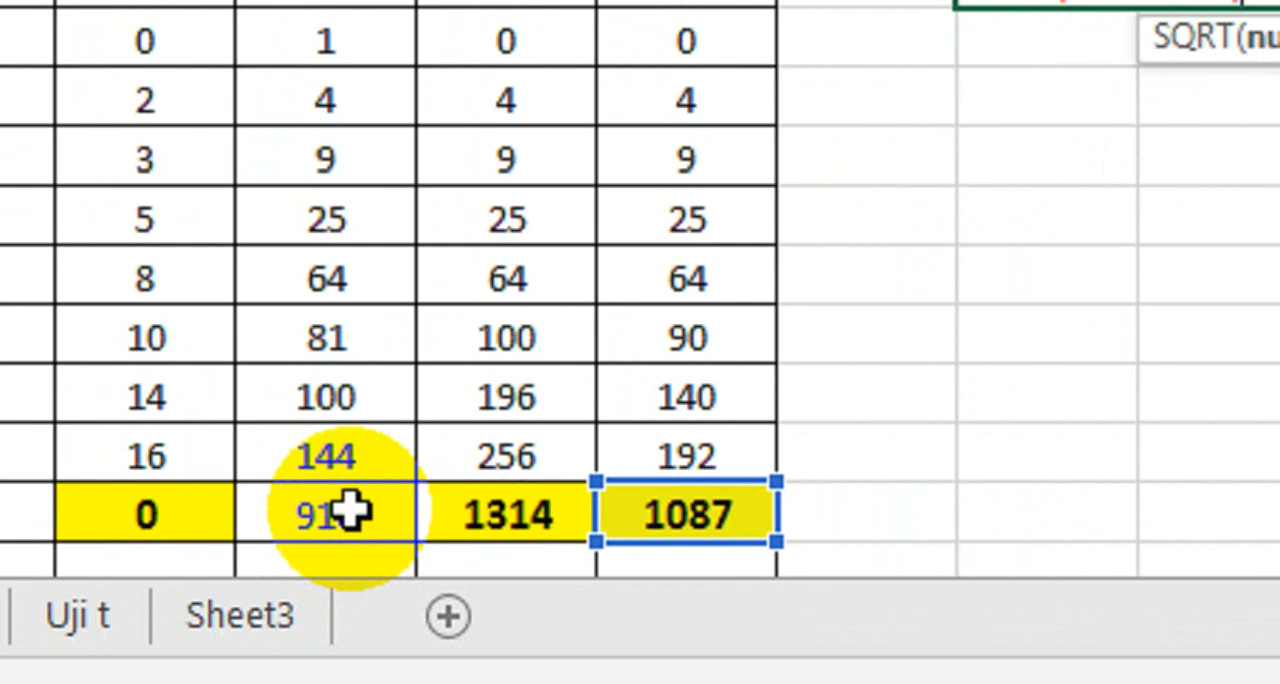 SQRT(nu
0 1 0 0
2 4 4 4
3 9 9 9
5 25 25 25
8 64 64 64
10 81 100 90
14 100 196 140
16 144 256 192
0 1314 1087
Uji t Sheet3